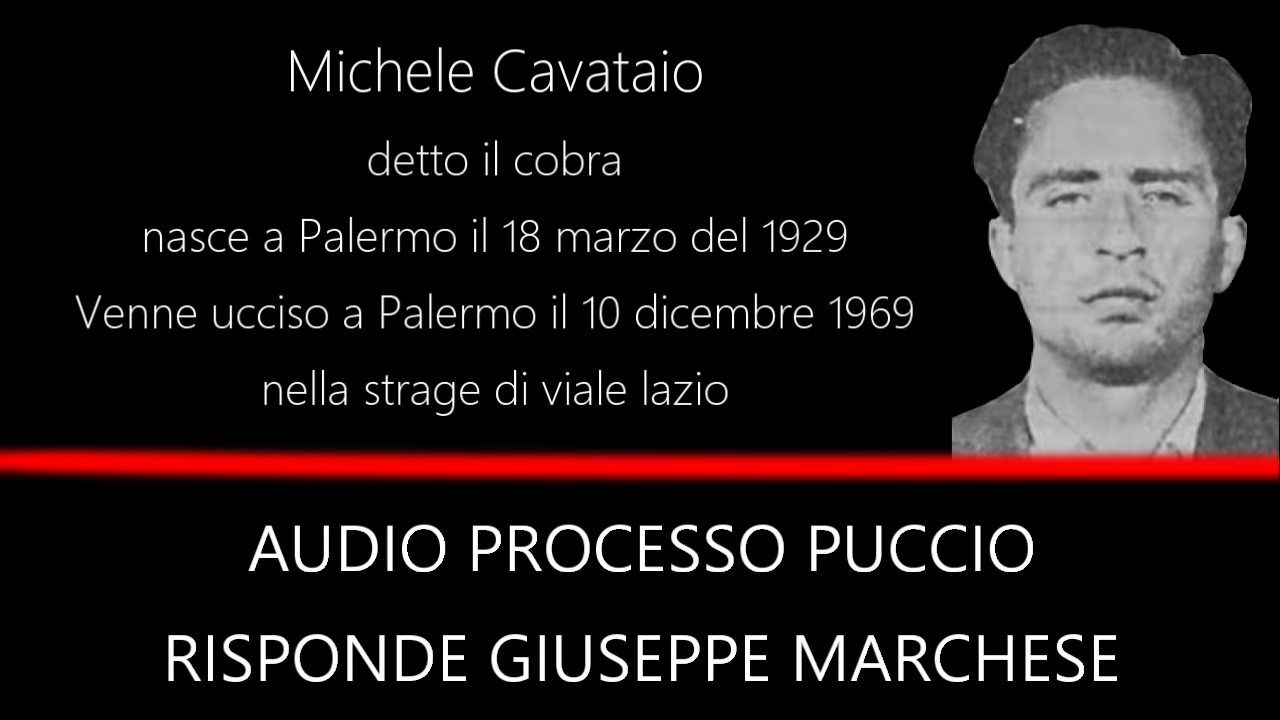 Michele Cavataio
detto il cobra
nasce a Palermo il 18 marzo del 1929
Venne ucciso a Palermo il 10 dicembre 1969
nella strage di viale lazio
AUDIO PROCESSO PUCCIO
RISPONDE GIUSEPPE MARCHESE